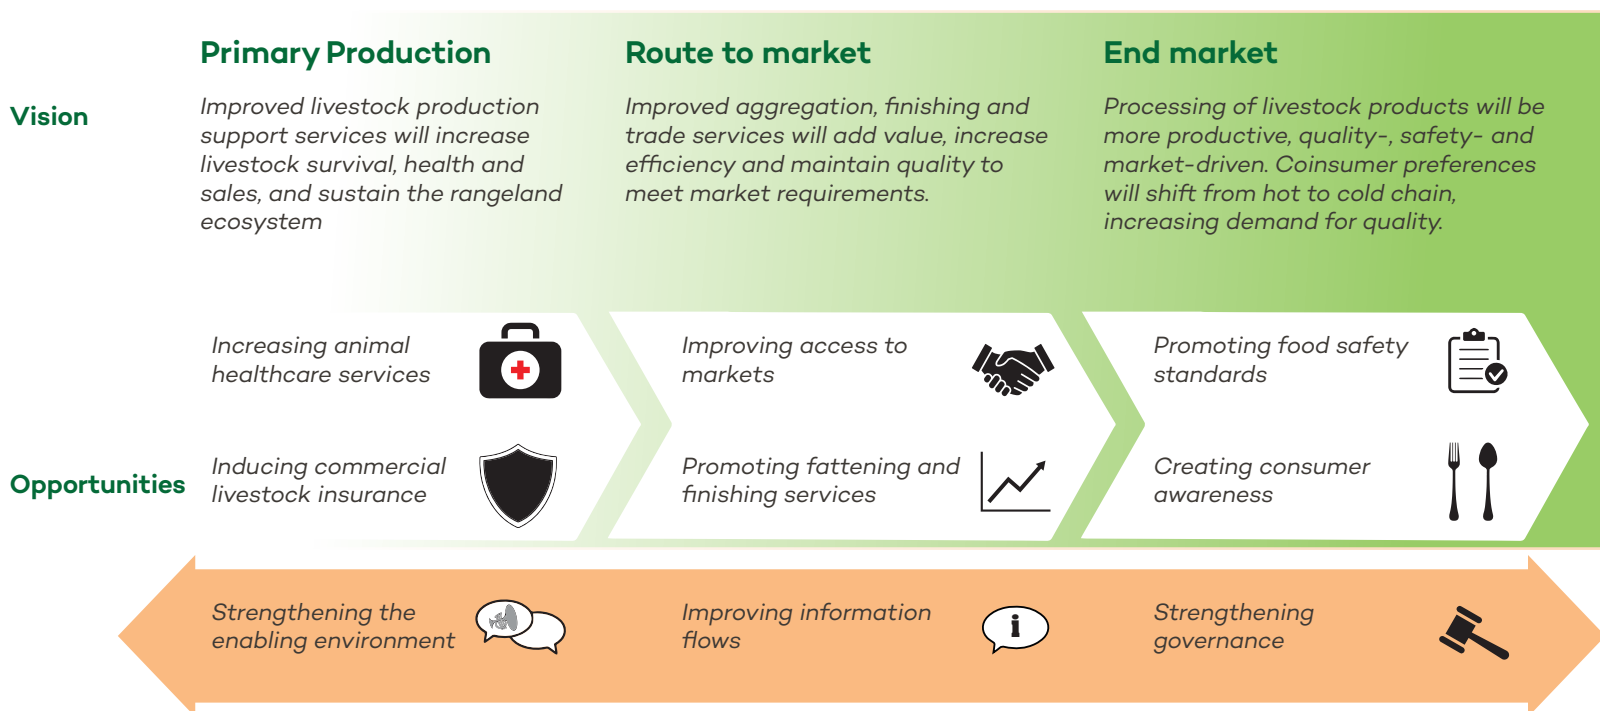 Primary Production
Route to market
End market
Vision
Improved livestock production
support services will increase
livestock survival, health and
sales, and sustain the rangeland
ecosystem
Improved aggregation, finishing and
trade services will add value, increase
efficiency and maintain quality to
meet market requirements.
Processing of livestock products will be
more productive, quality-, safety- and
market-driven. Coinsumer preferences
will shift from hot to cold chain,
increasing demand for quality.
Opportunities
Increasing animal
healthcare services
Improving access to
markets
Promoting food safety
standards
Inducing commercial
livestock insurance
Promoting fattening and
finishing services
Creating consumer
awareness
Strengthening the
enabling environment
Improving information
flows
i
Strengthening
governance